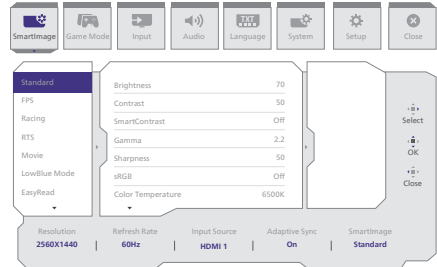 SmartImage
Game Mode
Input
Audio
TXT
Language
System
Setup
Close
Standard
FPS
Racing
RTS
Movie
LowBlue Mode
EasyRead
Brightness 70
Contrast 50
SmartContrast Off
Gamma 2.2
Sharpness 50
sRGB Off
Color Temperature 6500K
Select
OK
Close
Resolution Refresh Rate Input Source Adaptive Sync SmartImage
2560X1440 | 60Hz | HDMI 1 | On | Standard